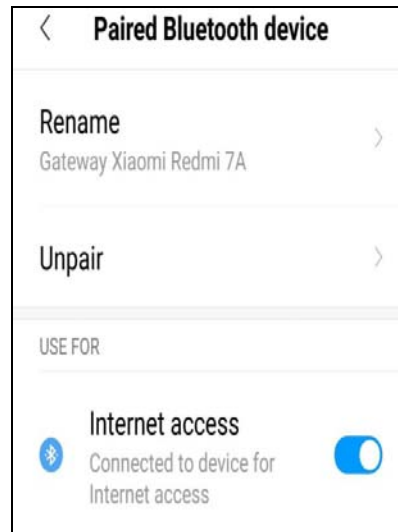 Paired Bluetooth device
Rename
Gateway Xiaomi Redmi 7A
Unpair
USE FOR
Internet access
Connected to device for
Internet access